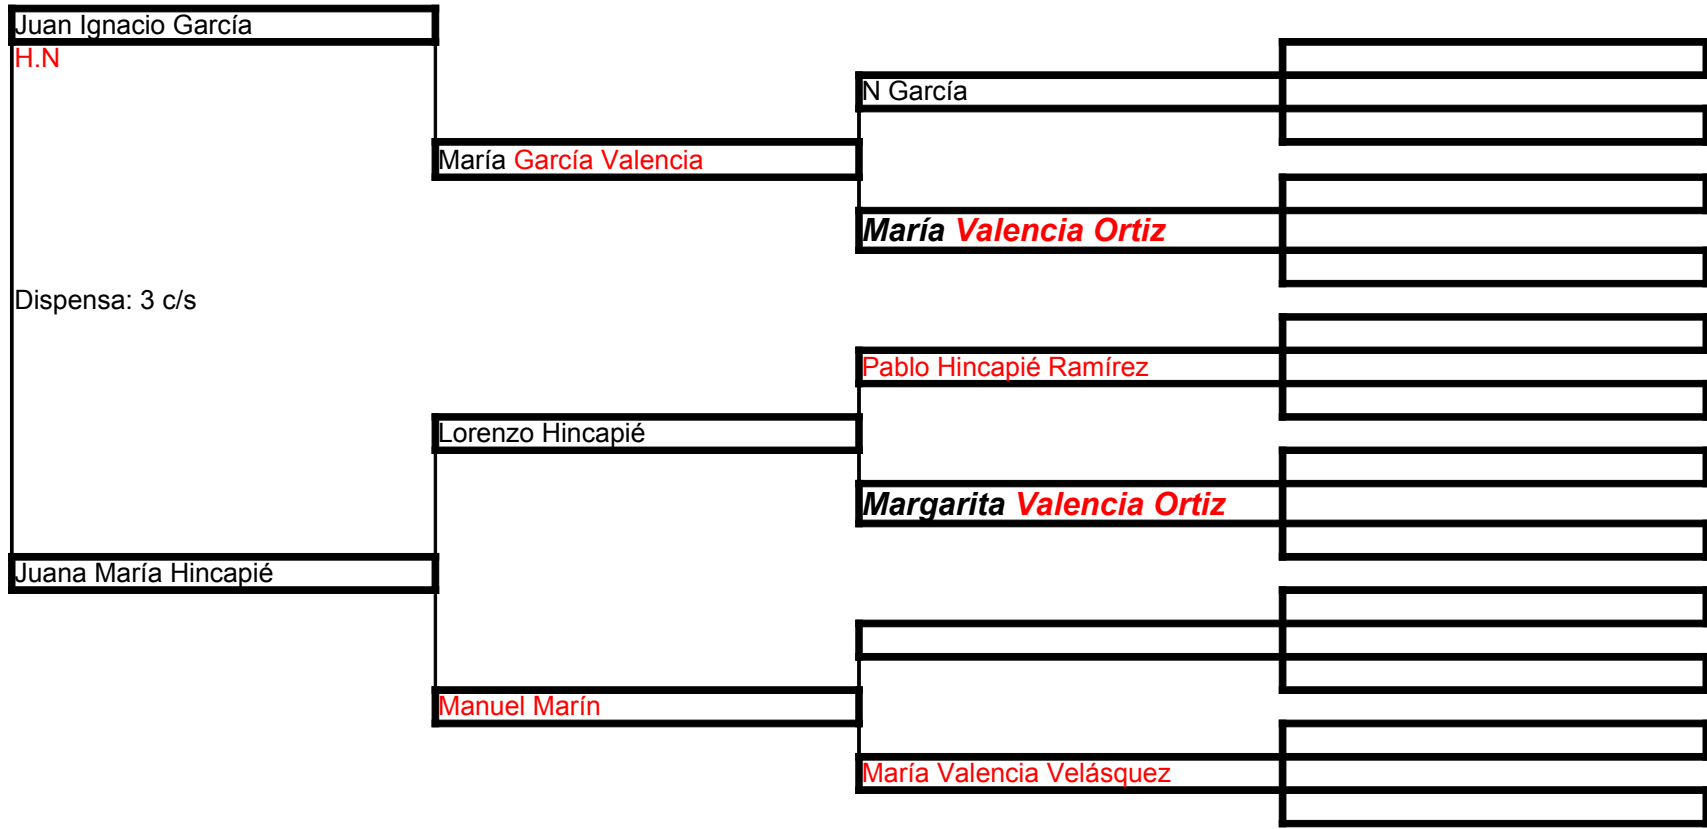 Juan Ignacio García
H.N
N García
María García Valencia
María Valencia Ortiz
Dispensa: 3 c/s
Pablo Hincapié Ramírez
Lorenzo Hincapié
Margarita Valencia Ortiz
Juana María Hincapié
Manuel Marín
María Valencia Velásquez